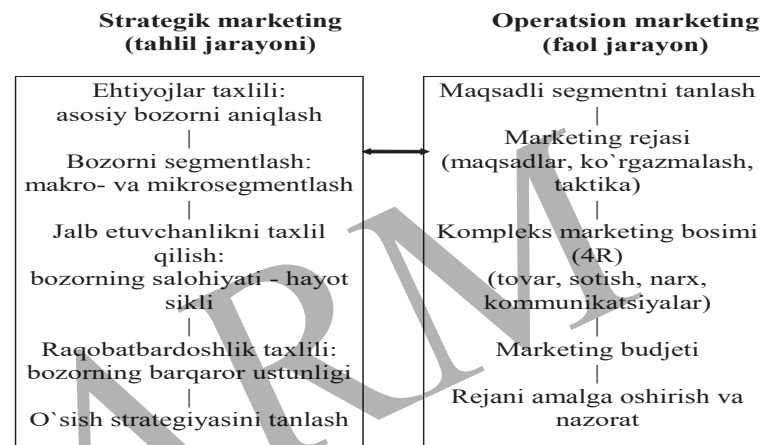 Strategik marketing
(tahlil jarayoni)
Ehtiyojlar taxlili:
asosiy bozorni aniqlash
Bozorni segmentlash:
makro- va mikrosegmentlash
Jalb etuvchanlikni taxlil
qilish:
bozorning salohiyati - hayot
sikli
Raqobatbardoshlik taxlili:
bozorning barqaror ustunligi
O`sish strategiyasini tanlash
Operatsion marketing
(faol jarayon)
Maqsadli segmentni tanlash
Marketing rejasi
(maqsadlar, ko`rgazmalash,
taktika)
Kompleks marketing bosimi
(4R)
(tovar, sotish, narx,
kommunikatsiyalar)
Marketing budjeti
Rejani amalga oshirish va
nazorat
ARM